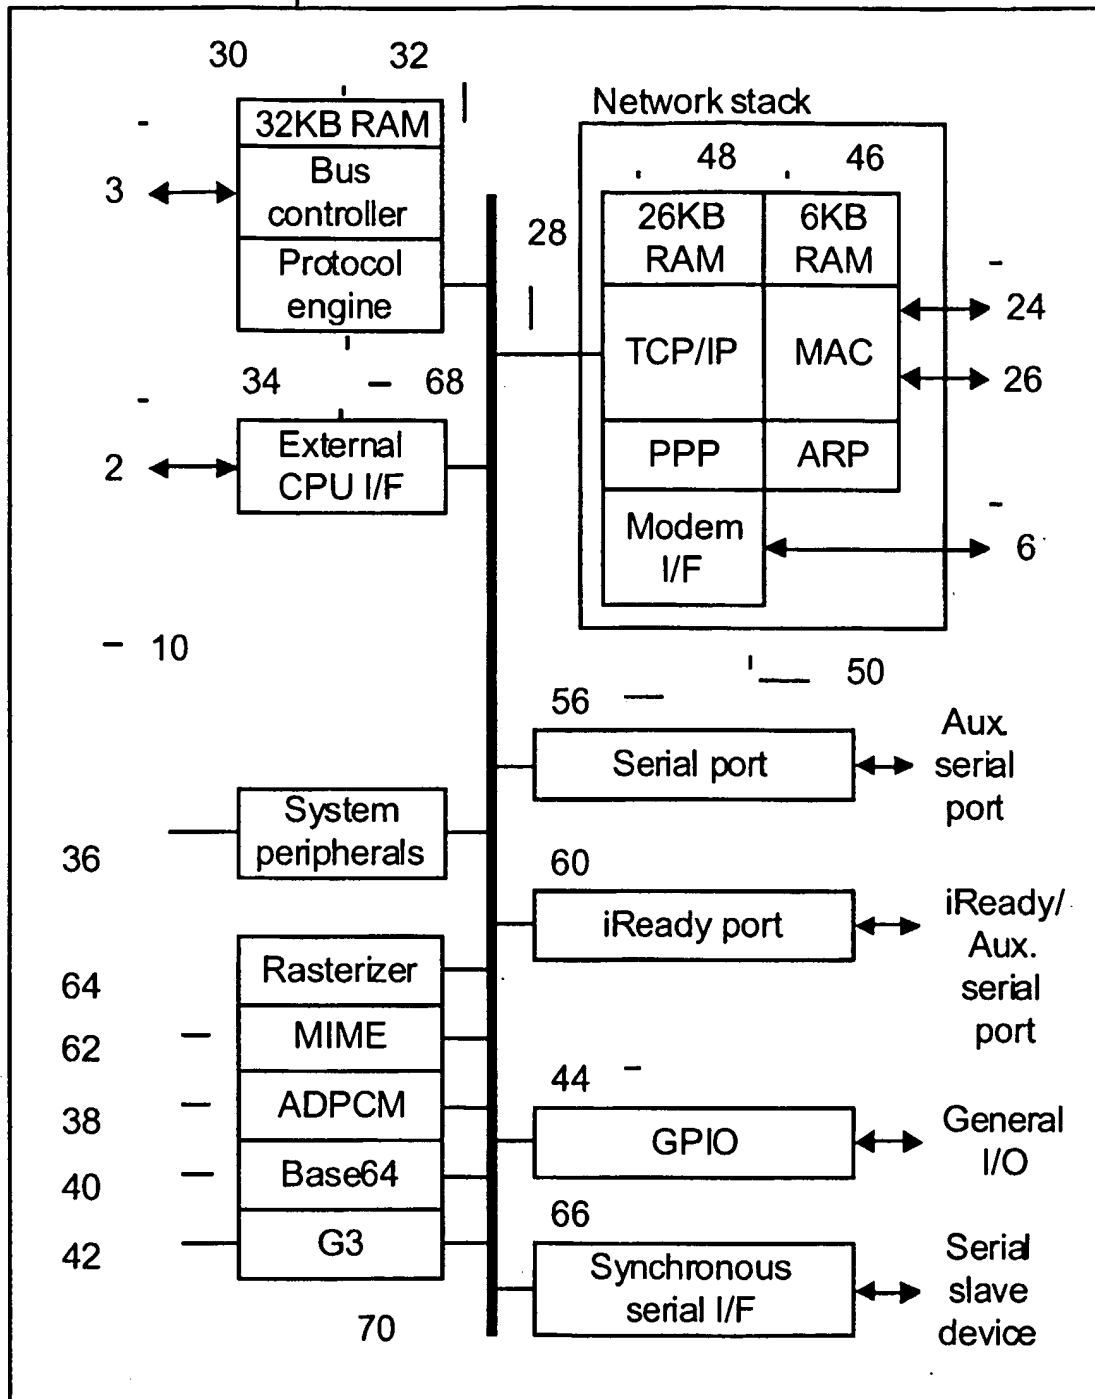 30
32
32KB RAM
Bus
controller
Protocol
engine
3
Network stack
48
46
26KB
RAM
6KB
RAM
28
TCP/IP
MAC
24
26
PPP
ARP
Modem
I/F
6
34
68
External
CPU I/F
2
10
50
56
Serial port
Aux.
serial
port
System
peripherals
36
60
iReady port
iReady/
Aux.
serial
port
Rasterizer
64
MIME
62
ADPCM
38
Base64
40
G3
42
70
44
GPIO
General
I/O
66
Synchronous
serial I/F
Serial
slave
device